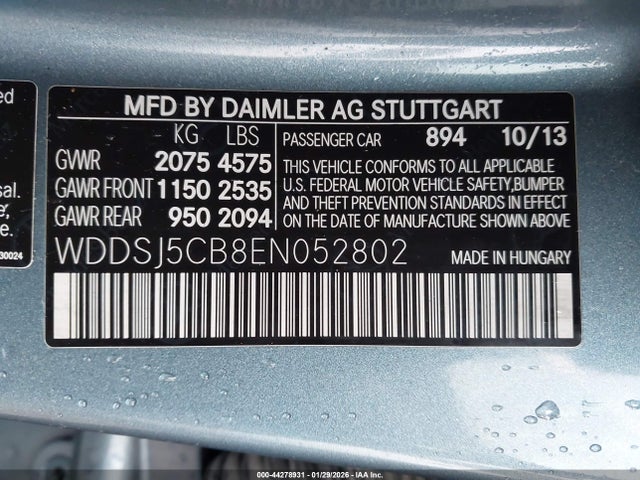 MFD BY DAIMLER AG STUTTGART
KG LBS
GVWR 2075 4575
GAWR FRONT 1150 2535
GAWR REAR 950 2094
PASSENGER CAR 894 10/13
THIS VEHICLE CONFORMS TO ALL APPLICABLE
U.S. FEDERAL MOTOR VEHICLE SAFETY,BUMPER
AND THEFT PREVENTION STANDARDS IN EFFECT
ON THE DATE OF MANUFACTURE SHOWN ABOVE
WDDSJ5CB8EN052802
MADE IN HUNGARY
ed
sal.
e,
30024
000-44278931 - 01/29/2026 - IAA Inc.